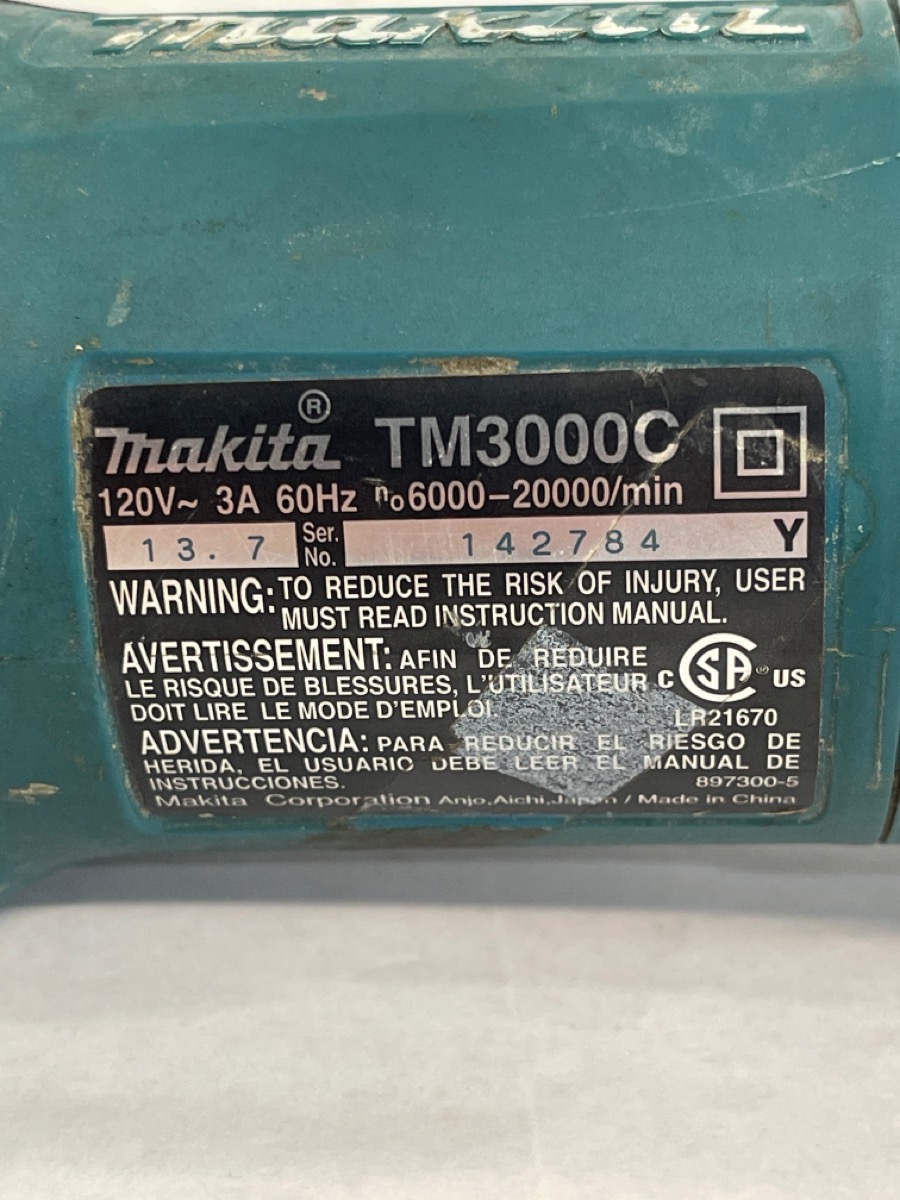 makita
makita® TM3000C
120V~ 3A 60Hz no6000–20000/min
13.7 Ser. No. 142784 Y
WARNING: TO REDUCE THE RISK OF INJURY, USER
MUST READ INSTRUCTION MANUAL.
AVERTISSEMENT: AFIN DE REDUIRE
LE RISQUE DE BLESSURES, L'UTILISATEUR
DOIT LIRE LE MODE D'EMPLOI.
C SA® US
LR21670
ADVERTENCIA: PARA REDUCIR EL RIESGO DE
HERIDA, EL USUARIO DEBE LEER EL MANUAL DE
INSTRUCCIONES. 897300-5
Makita Corporation Anjo,Aichi,Japan / Made in China